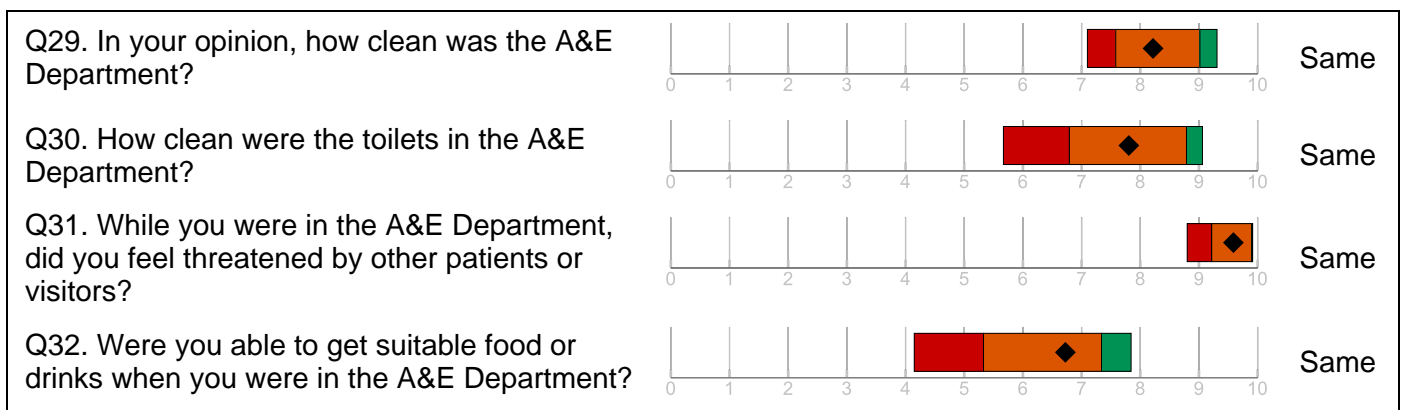 Q29. In your opinion, how clean was the A&E
Department?
Same
0 1 2 3 4 5 6 7 8 9 10
Q30. How clean were the toilets in the A&E
Department?
Same
0 1 2 3 4 5 6 7 8 9 10
Q31. While you were in the A&E Department,
did you feel threatened by other patients or
visitors?
Same
0 1 2 3 4 5 6 7 8 9 10
Q32. Were you able to get suitable food or
drinks when you were in the A&E Department?
Same
0 1 2 3 4 5 6 7 8 9 10